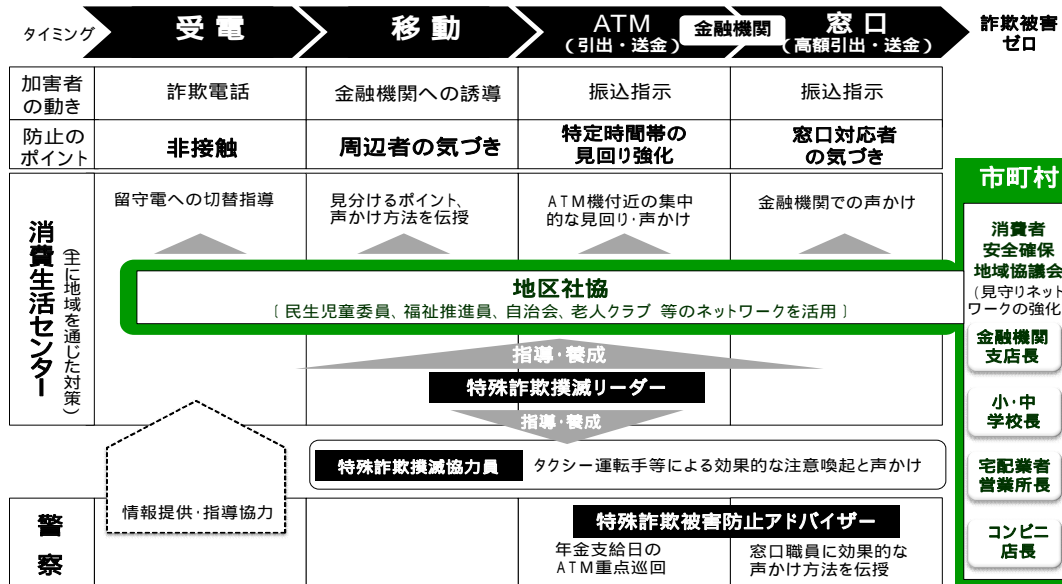 タイミング
受電
移動
ATM
(引出・送金)
金融機関
窓口
(高額引出・送金)
詐欺被害
ゼロ
加害者
の動き
詐欺電話
金融機関への誘導
振込指示
振込指示
防止の
ポイント
非接触
周辺者の気づき
特定時間帯の
見回り強化
窓口対応者
の気づき
消費生活センター
(主に地域を通じた対策)
留守電への切替指導
見分けるポイント、
声かけ方法を伝授
ATM機付近の集中
的な見回り・声かけ
金融機関での声かけ
地区社協
[民生児童委員、福祉推進員、自治会、老人クラブ 等のネットワークを活用]
指導・養成
特殊詐欺撲滅リーダー
指導・養成
特殊詐欺撲滅協力員
タクシー運転手等による効果的な注意喚起と声かけ
警察
情報提供・指導協力
特殊詐欺被害防止アドバイザー
年金支給日の
ATM重点巡回
窓口職員に効果的な
声かけ方法を伝授
市町村
消費者
安全確保
地域協議会
(見守りネット
ワークの強化
金融機関
支店長
小・中
学校長
宅配業者
営業所長
コンビニ
店長